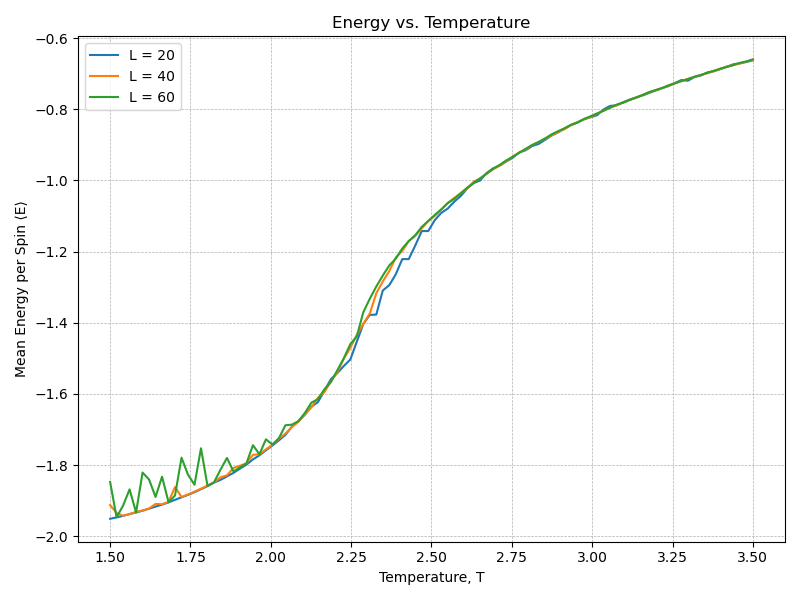 Energy vs. Temperature
L = 20
L = 40
L = 60
Mean Energy per Spin ⟨E⟩
−0.6
−0.8
−1.0
−1.2
−1.4
−1.6
−1.8
−2.0
1.50 1.75 2.00 2.25 2.50 2.75 3.00 3.25 3.50
Temperature, T